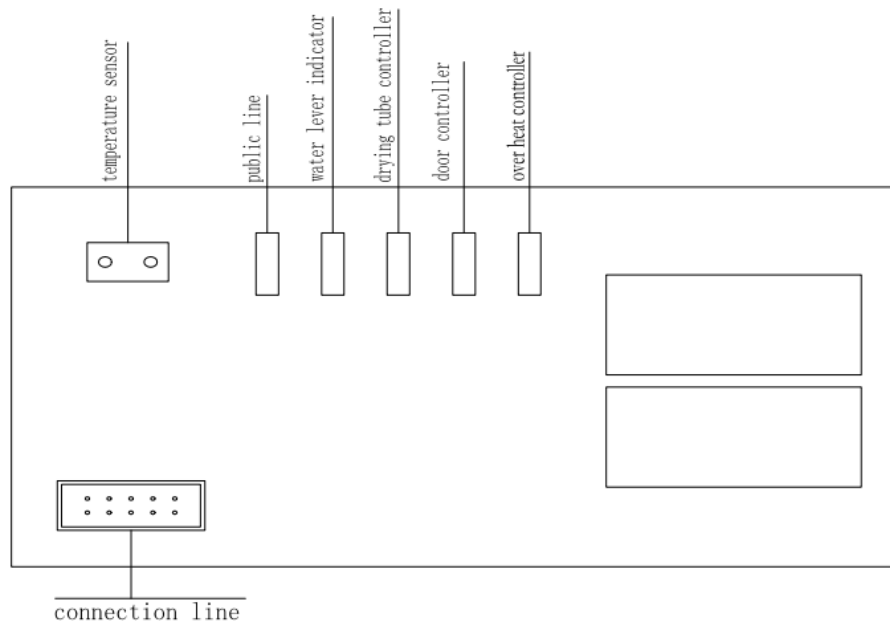 temperature sensor
public line
water lever indicator
drying tube controller
door controller
over heat controller
connection line